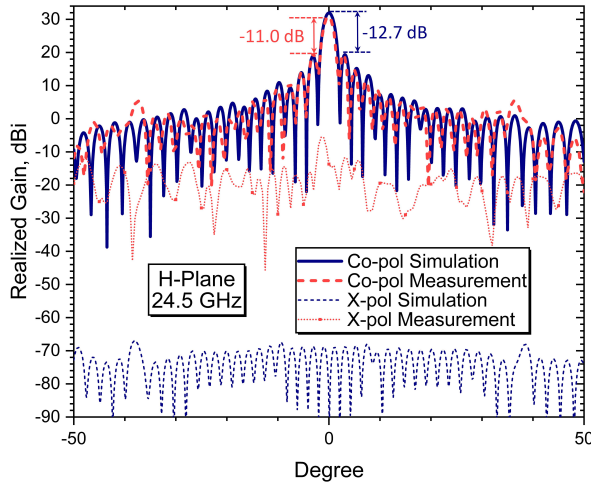 30
20
10
0
-10
-20
-30
-40
-50
-60
-70
-80
-90
Realized Gain, dBi
-11.0 dB
-12.7 dB
H-Plane
24.5 GHz
Co-pol Simulation
Co-pol Measurement
X-pol Simulation
X-pol Measurement
-50
0
50
Degree